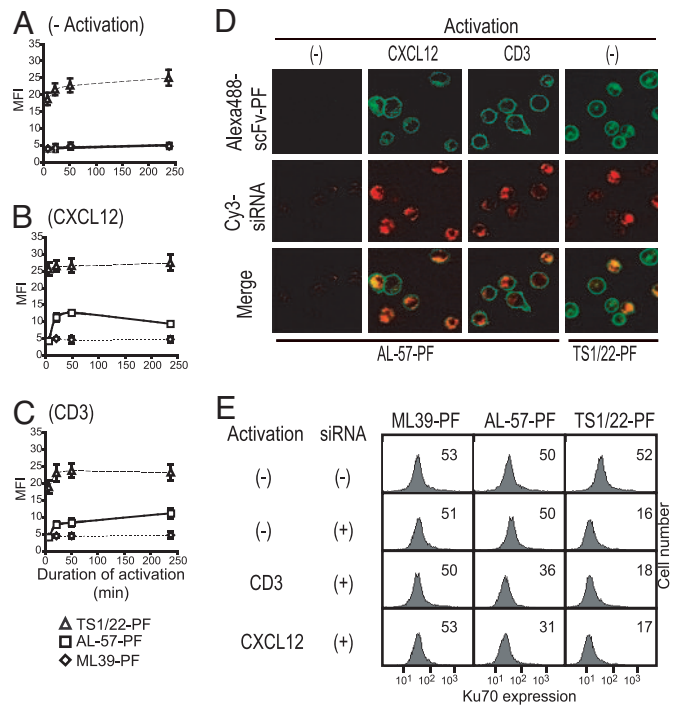 A (- Activation)
MFI
35
30
25
20
15
10
5
0
0 50 100 150 200 250
B (CXCL12)
MFI
35
30
25
20
15
10
5
0
0 50 100 150 200 250
C (CD3)
MFI
35
30
25
20
15
10
5
0
0 50 100 150 200 250
Duration of activation
(min)
TS1/22-PF
AL-57-PF
ML39-PF
D
Activation
(-) CXCL12 CD3 (-)
Alexa488-
scFv-PF
Cy3-
siRNA
Merge
AL-57-PF TS1/22-PF
E
ML39-PF AL-57-PF TS1/22-PF
Activation siRNA
(-) (-) 53 50 52
(-) (+) 51 50 16
CD3 (+) 50 36 18
CXCL12 (+) 53 31 17
Cell number
10¹ 10² 10³ 10¹ 10² 10³ 10¹ 10² 10³
Ku70 expression